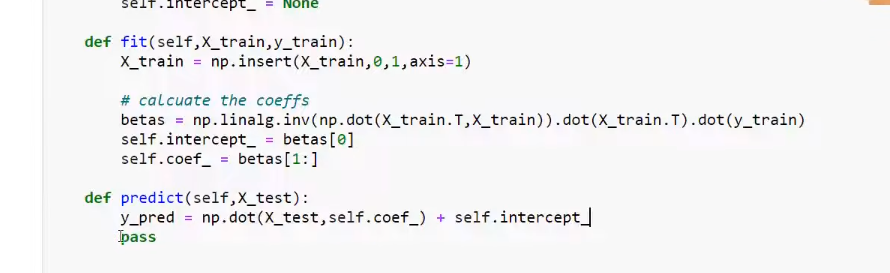 self.intercept_ = None
def fit(self,X_train,y_train):
X_train = np.insert(X_train,0,1,axis=1)
# calcuate the coeffs
betas = np.linalg.inv(np.dot(X_train.T,X_train)).dot(X_train.T).dot(y_train)
self.intercept_ = betas[0]
self.coef_ = betas[1:]
def predict(self,X_test):
y_pred = np.dot(X_test,self.coef_) + self.intercept_
pass